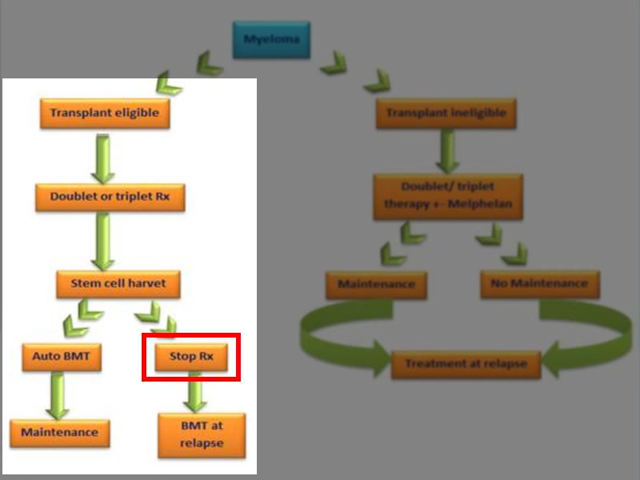 Myeloma
Transplant eligible
Transplant ineligible
Doublet or triplet Rx
Doublet/ triplet
therapy +- Melphelan
Stem cell harvet
Maintenance
No Maintenance
Auto BMT
Stop Rx
Treatment at relapse
Maintenance
BMT at
relapse